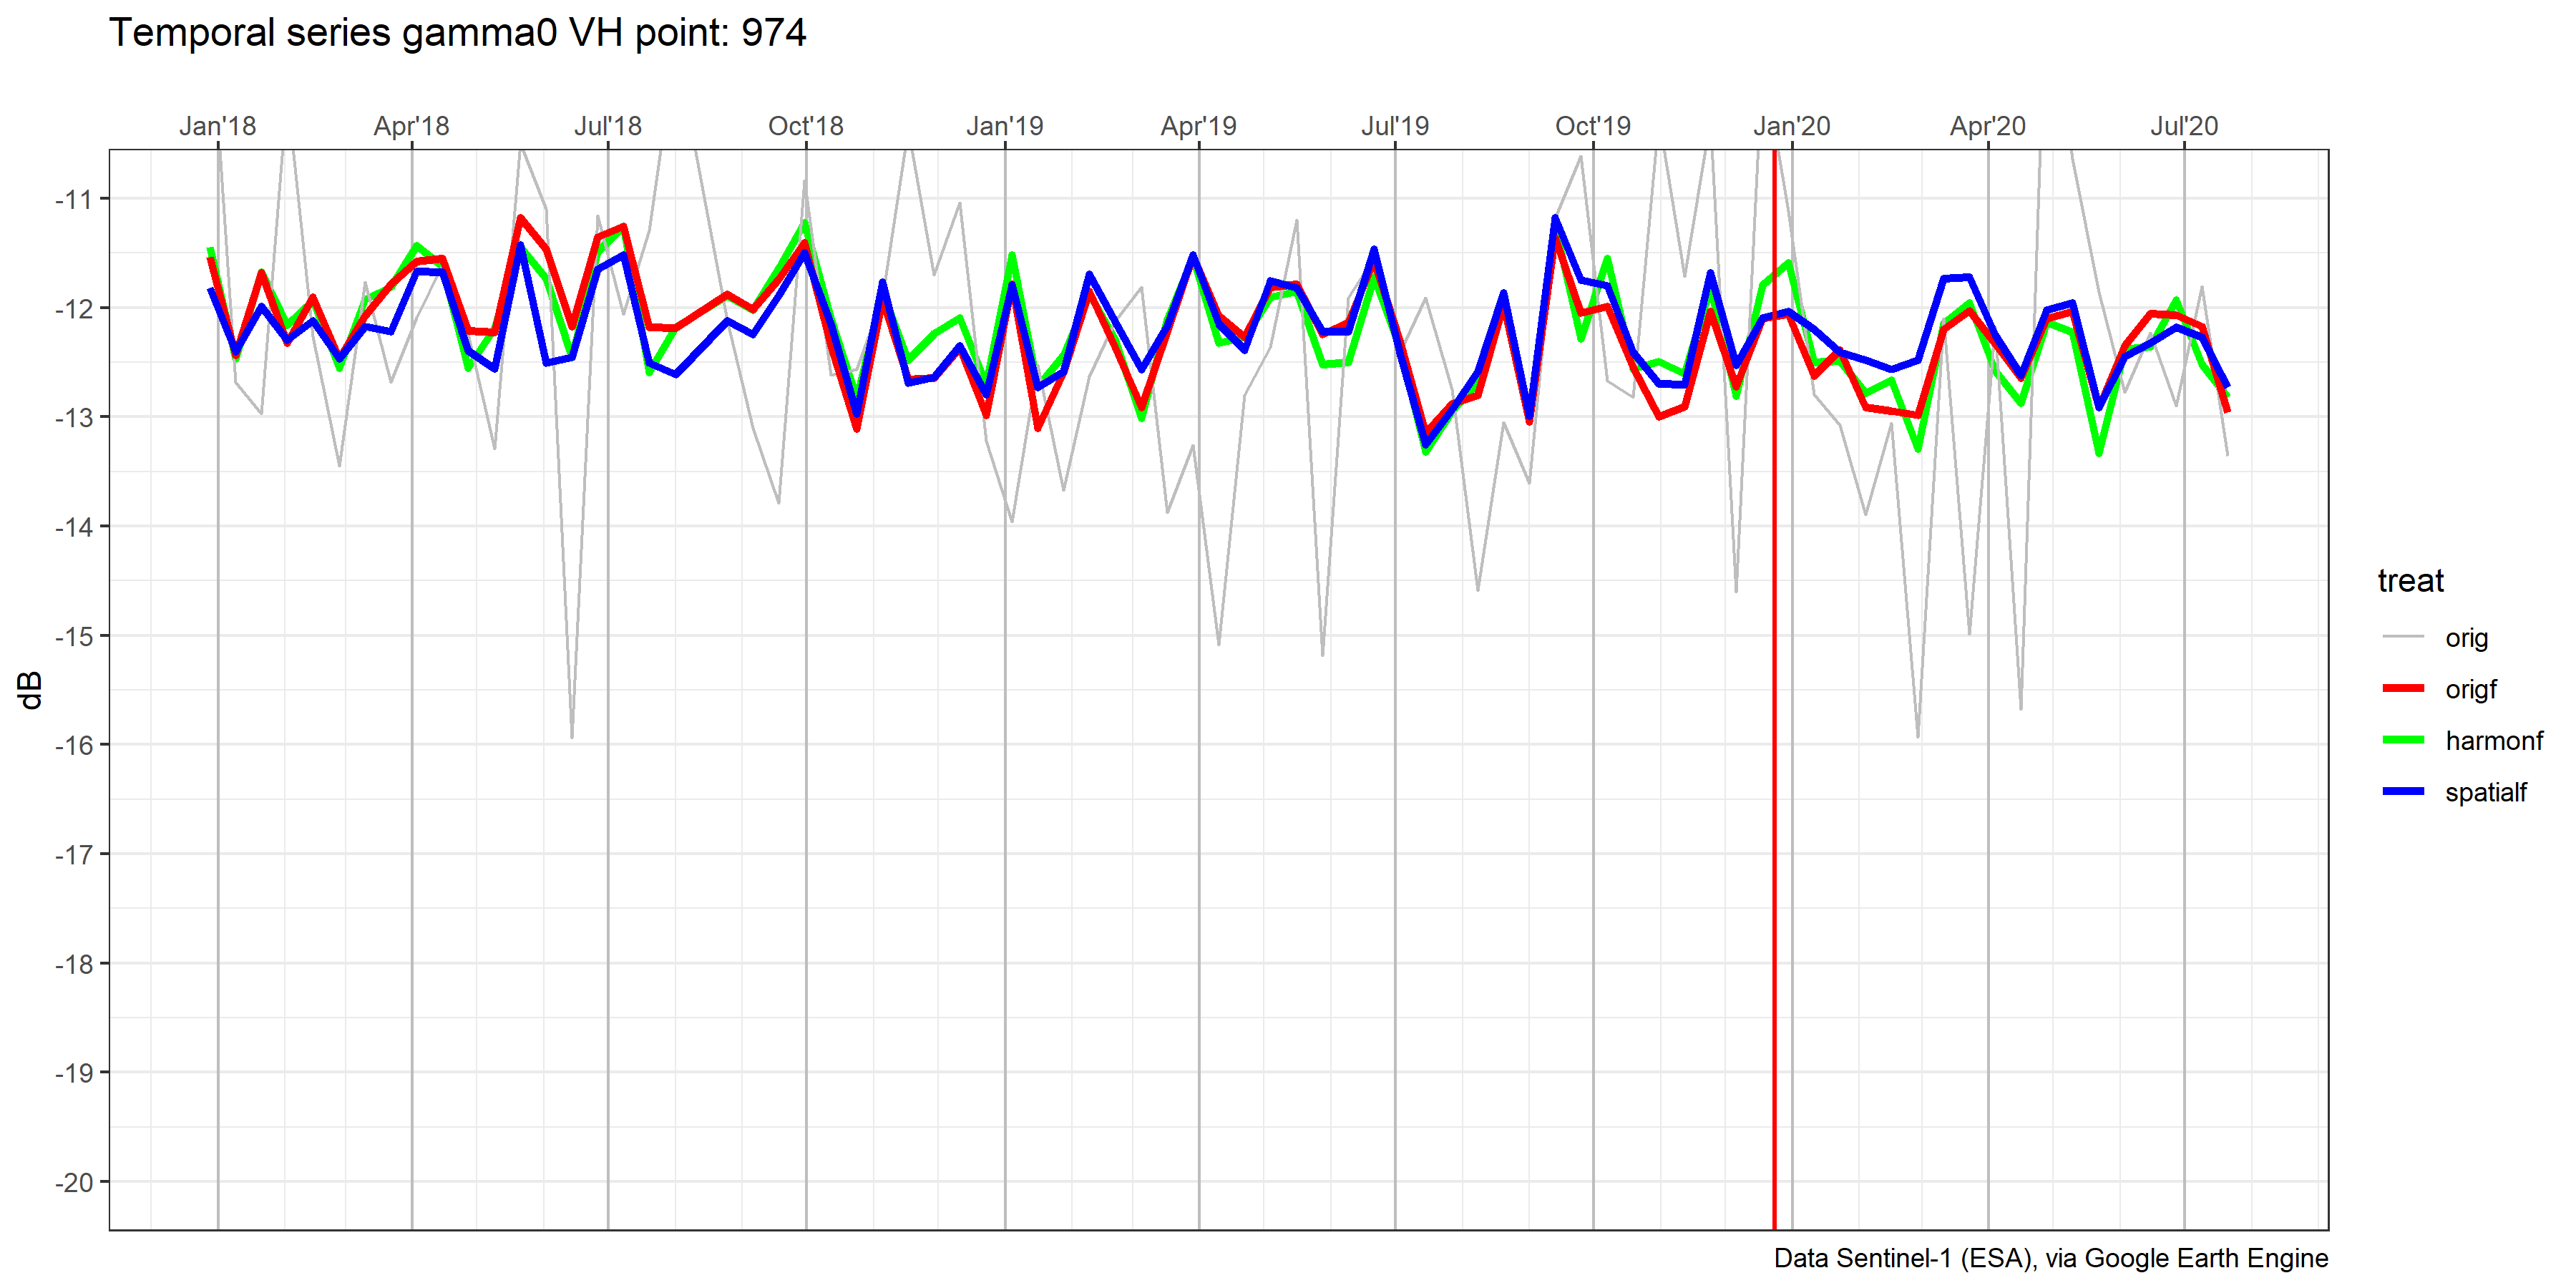 Temporal series gamma0 VH point: 974
Jan'18 Apr'18 Jul'18 Oct'18 Jan'19 Apr'19 Jul'19 Oct'19 Jan'20 Apr'20 Jul'20
-11
-12
-13
-14
-15
-16
-17
-18
-19
-20
dB
treat
orig
origf
harmonf
spatialf
Data Sentinel-1 (ESA), via Google Earth Engine